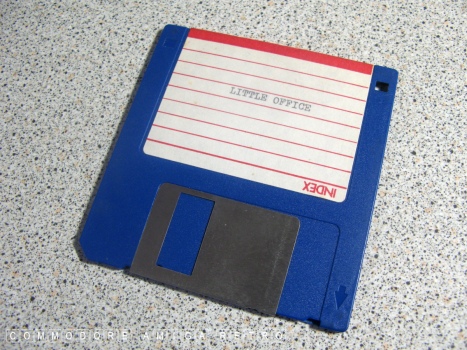 LITTLE OFFICE
INDEX
COMMODORE AMIGA RETRO